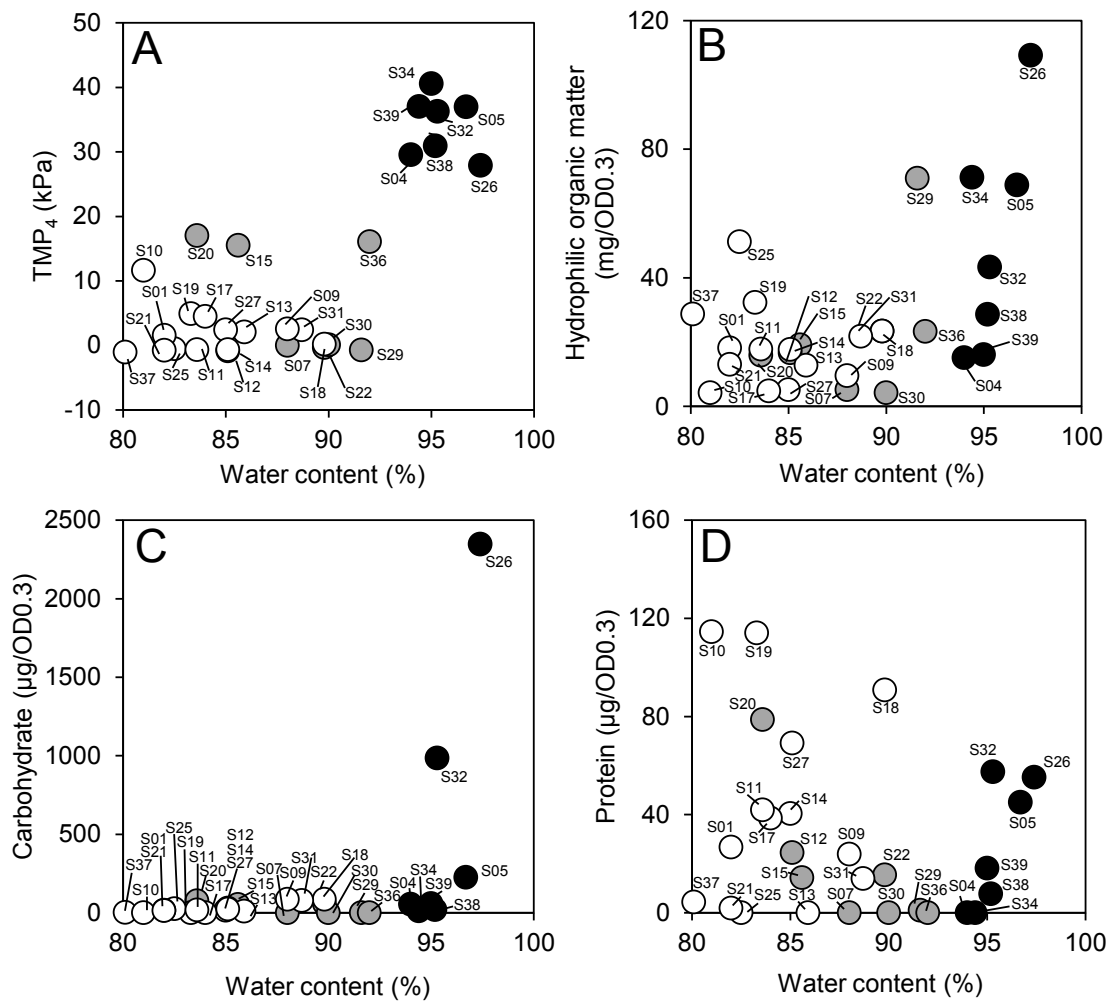 A
TMP4 (kPa)
50
40
30
20
10
0
-10
S34
S39
S32
S05
S38
S04
S26
S10
S20
S15
S36
S01
S19
S17
S27
S13
S09
S31
S30
S21
S37
S25
S11
S14
S12
S07
S18
S22
S29
80 85 90 95 100
Water content (%)
B
Hydrophilic organic matter
(mg/OD0.3)
120
80
40
0
S26
S29
S34
S05
S25
S32
S37
S19
S12
S15
S22
S31
S38
S01
S11
S14
S18
S36
S39
S21
S20
S13
S09
S04
S10
S17
S27
S07
S30
80 85 90 95 100
Water content (%)
C
Carbohydrate (µg/OD0.3)
2500
2000
1500
1000
500
0
S26
S32
S05
S37
S10
S01
S21
S25
S19
S11
S20
S17
S12
S14
S27
S15
S13
S07
S09
S31
S22
S18
S30
S29
S36
S04
S34
S39
S38
80 85 90 95 100
Water content (%)
D
Protein (µg/OD0.3)
160
120
80
40
0
S10
S19
S18
S20
S27
S32
S26
S05
S11
S17
S14
S01
S12
S09
S15
S31
S22
S39
S37
S21
S25
S13
S07
S30
S29
S36
S04
S38
S34
80 85 90 95 100
Water content (%)